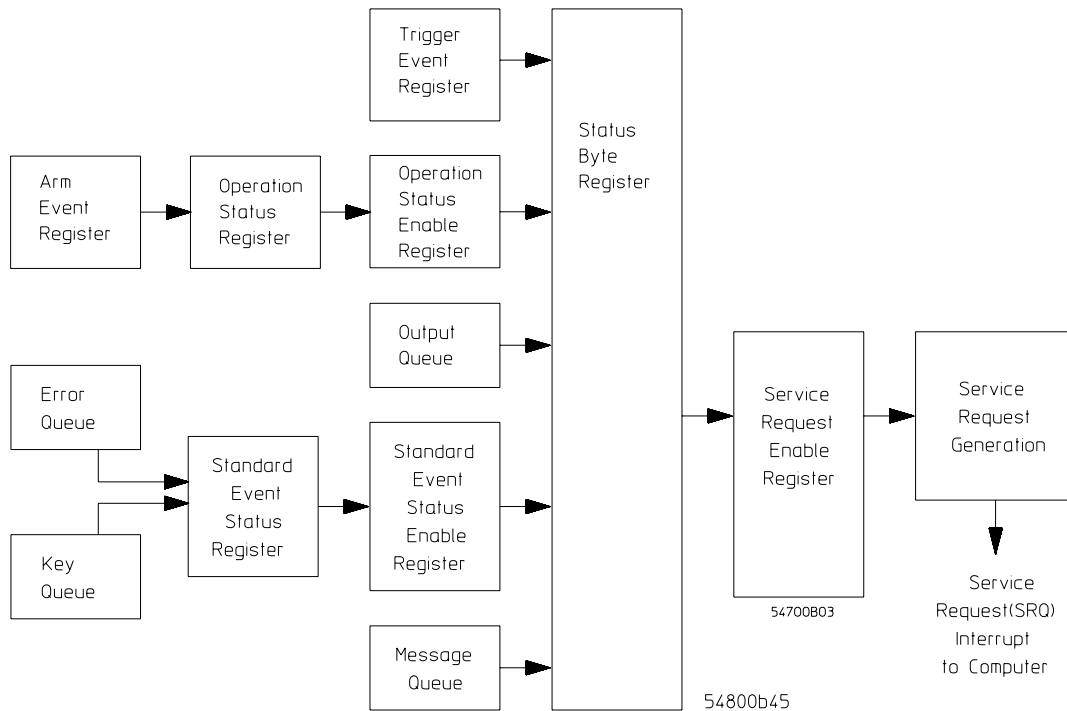 Trigger
Event
Register
Status
Byte
Register
Arm
Event
Register
Operation
Status
Register
Operation
Status
Enable
Register
Output
Queue
Error
Queue
Key
Queue
Standard
Event
Status
Register
Standard
Event
Status
Enable
Register
Message
Queue
Service
Request
Enable
Register
54700B03
Service
Request
Generation
Service
Request(SRQ)
Interrupt
to Computer
54800b45